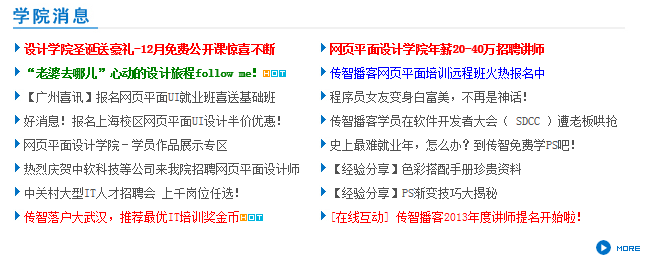 学院消息
设计学院圣诞送豪礼-12月免费公开课惊喜不断
“老婆去哪儿”心动的设计旅程follow me! HOT
【广州喜讯】报名网页平面UI就业班喜送基础班
好消息！报名上海校区网页平面UI设计半价优惠！
网页平面设计学院－学员作品展示专区
热烈庆贺中软科技等公司来我院招聘网页平面设计师
中关村大型IT人才招聘会 上千岗位任选！
传智落户大武汉，推荐最优IT培训奖金币 HOT
网页平面设计学院年薪20-40万招聘讲师
传智播客网页平面培训远程班火热报名中
程序员女友变身白富美，不再是神话！
传智播客学员在软件开发者大会（ SDCC ）遭老板哄抢
史上最难就业年，怎么办？到传智免费学PS吧！
【经验分享】色彩搭配手册珍贵资料
【经验分享】PS渐变技巧大揭秘
[在线互动] 传智播客2013年度讲师提名开始啦！
MORE